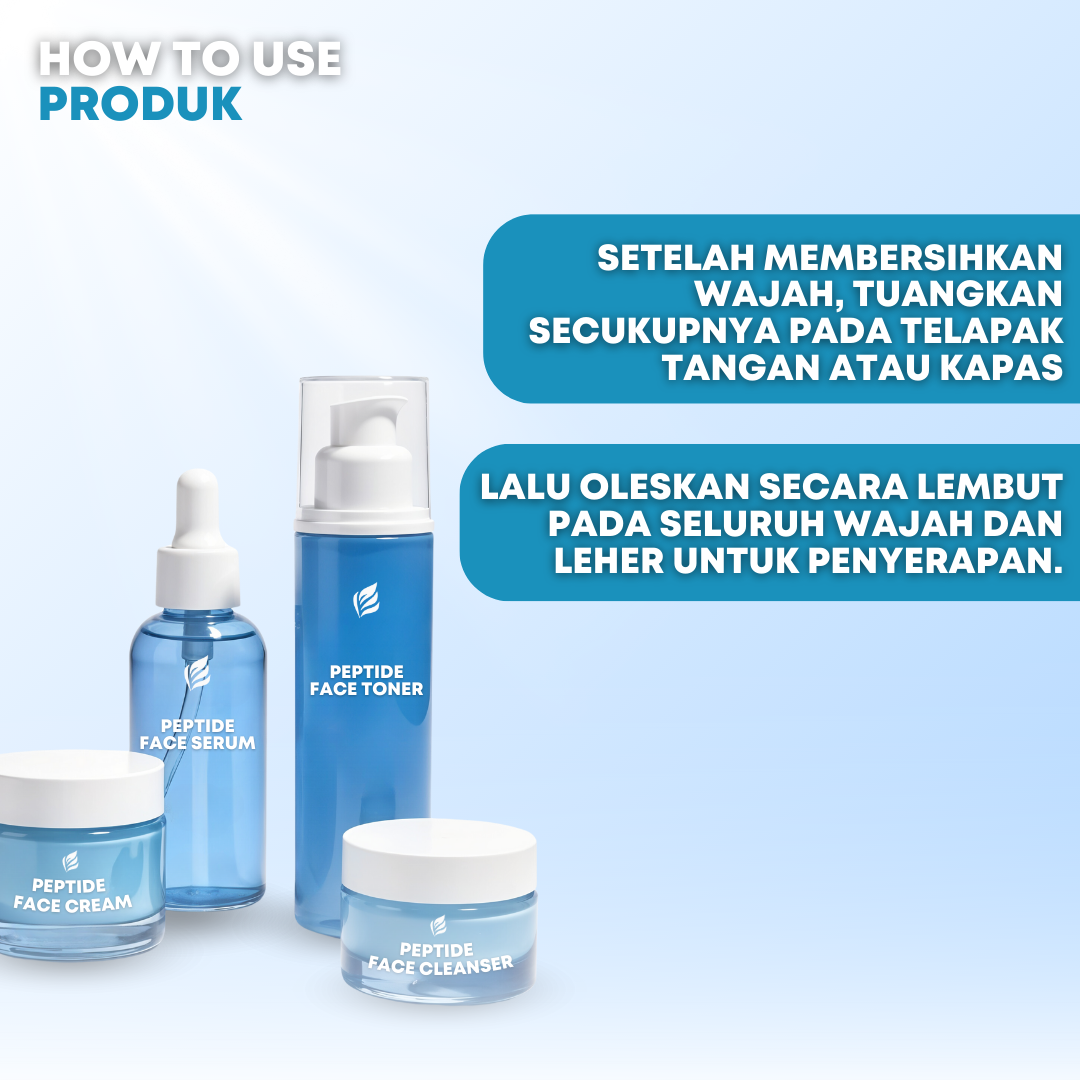 HOW TO USE
PRODUK
SETELAH MEMBERSIHKAN
WAJAH, TUANGKAN
SECUKUPNYA PADA TELAPAK
TANGAN ATAU KAPAS
LALU OLESKAN SECARA LEMBUT
PADA SELURUH WAJAH DAN
LEHER UNTUK PENYERAPAN.
PEPTIDE
FACE TONER
PEPTIDE
FACE SERUM
PEPTIDE
FACE CREAM
PEPTIDE
FACE CLEANSER